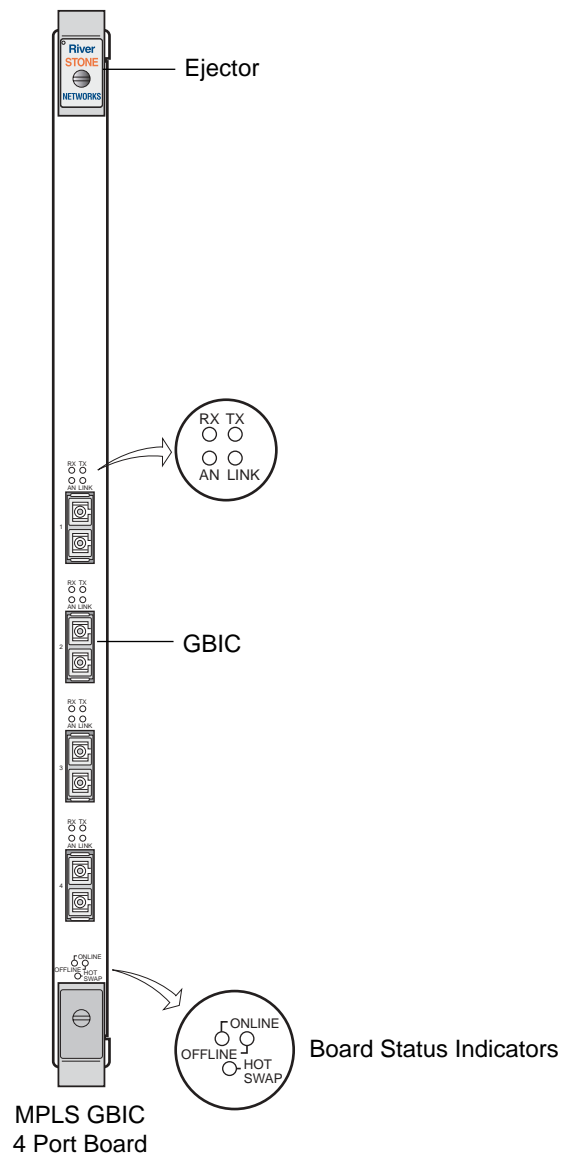 River
STONE
NETWORKS
Ejector
RX TX
AN LINK
RX TX
AN LINK
1
RX TX
AN LINK
2
GBIC
RX TX
AN LINK
3
RX TX
AN LINK
4
ONLINE
OFFLINE
HOT
SWAP
ONLINE
OFFLINE
HOT
SWAP
Board Status Indicators
MPLS GBIC
4 Port Board